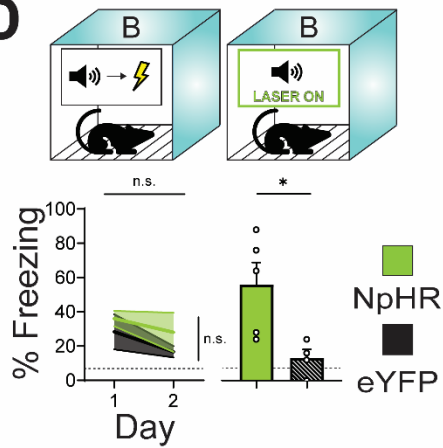 B
B
LASER ON
n.s.
*
100
80
60
40
20
0
% Freezing
n.s.
1
2
Day
NpHR
eYFP